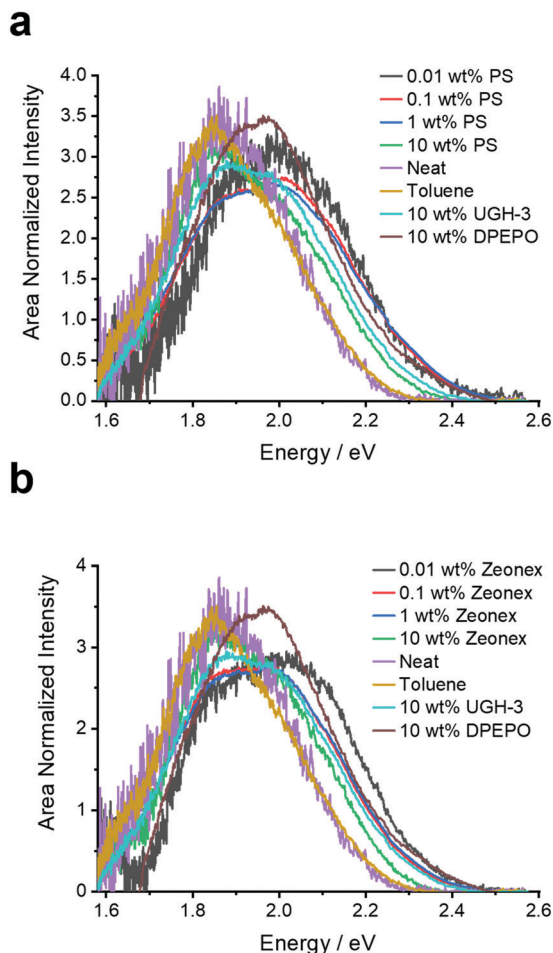 a
Area Normalized Intensity
4.0
3.5
3.0
2.5
2.0
1.5
1.0
0.5
0.0
1.6 1.8 2.0 2.2 2.4 2.6
Energy / eV
0.01 wt% PS
0.1 wt% PS
1 wt% PS
10 wt% PS
Neat
Toluene
10 wt% UGH-3
10 wt% DPEPO
b
Area Normalized Intensity
4
3
2
1
0
1.6 1.8 2.0 2.2 2.4 2.6
Energy / eV
0.01 wt% Zeonex
0.1 wt% Zeonex
1 wt% Zeonex
10 wt% Zeonex
Neat
Toluene
10 wt% UGH-3
10 wt% DPEPO